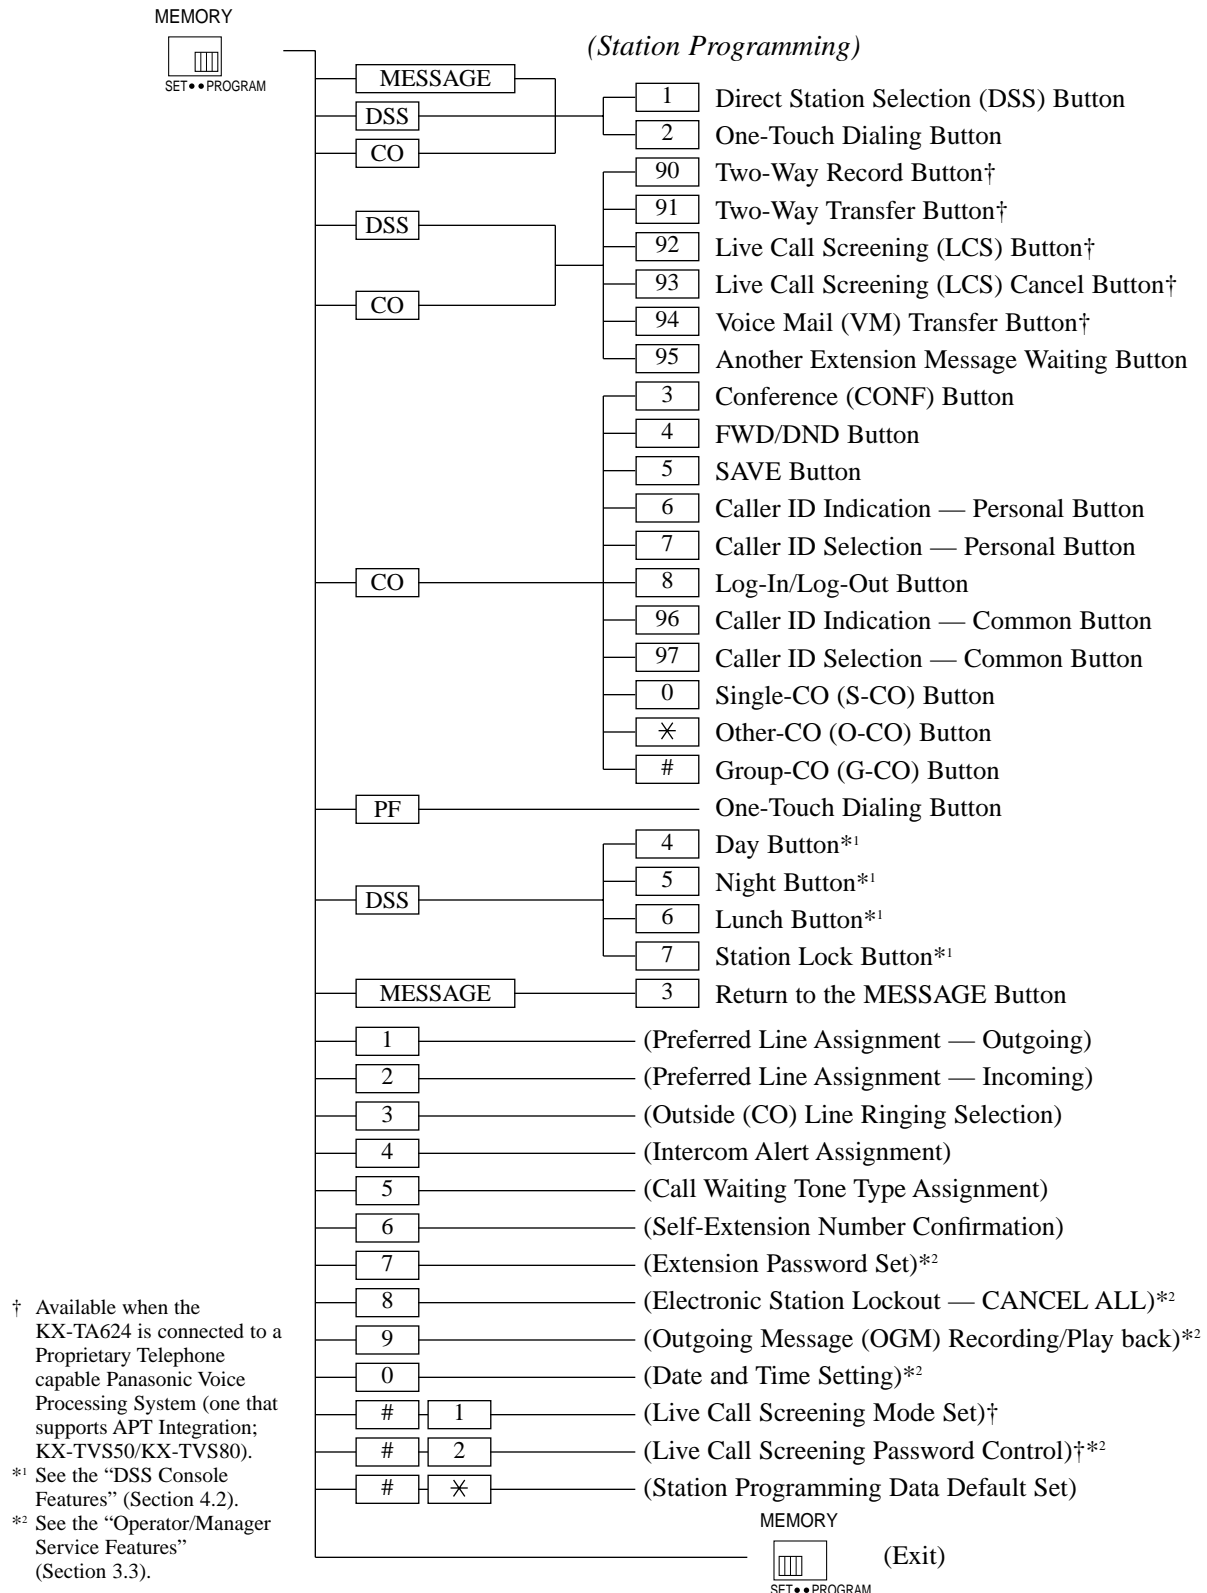 MEMORY
SET●●PROGRAM
(Station Programming)
MESSAGE
DSS
CO
1 Direct Station Selection (DSS) Button
2 One-Touch Dialing Button
DSS
CO
90 Two-Way Record Button†
91 Two-Way Transfer Button†
92 Live Call Screening (LCS) Button†
93 Live Call Screening (LCS) Cancel Button†
94 Voice Mail (VM) Transfer Button†
95 Another Extension Message Waiting Button
CO
3 Conference (CONF) Button
4 FWD/DND Button
5 SAVE Button
6 Caller ID Indication — Personal Button
7 Caller ID Selection — Personal Button
8 Log-In/Log-Out Button
96 Caller ID Indication — Common Button
97 Caller ID Selection — Common Button
0 Single-CO (S-CO) Button
✳ Other-CO (O-CO) Button
# Group-CO (G-CO) Button
PF One-Touch Dialing Button
DSS
4 Day Button*1
5 Night Button*1
6 Lunch Button*1
7 Station Lock Button*1
MESSAGE 3 Return to the MESSAGE Button
1 (Preferred Line Assignment — Outgoing)
2 (Preferred Line Assignment — Incoming)
3 (Outside (CO) Line Ringing Selection)
4 (Intercom Alert Assignment)
5 (Call Waiting Tone Type Assignment)
6 (Self-Extension Number Confirmation)
7 (Extension Password Set)*2
8 (Electronic Station Lockout — CANCEL ALL)*2
9 (Outgoing Message (OGM) Recording/Play back)*2
0 (Date and Time Setting)*2
# 1 (Live Call Screening Mode Set)†
# 2 (Live Call Screening Password Control)†*2
# ✳ (Station Programming Data Default Set)
MEMORY
SET●●PROGRAM
(Exit)
† Available when the
KX-TA624 is connected to a
Proprietary Telephone
capable Panasonic Voice
Processing System (one that
supports APT Integration;
KX-TVS50/KX-TVS80).
*1 See the “DSS Console
Features” (Section 4.2).
*2 See the “Operator/Manager
Service Features”
(Section 3.3).